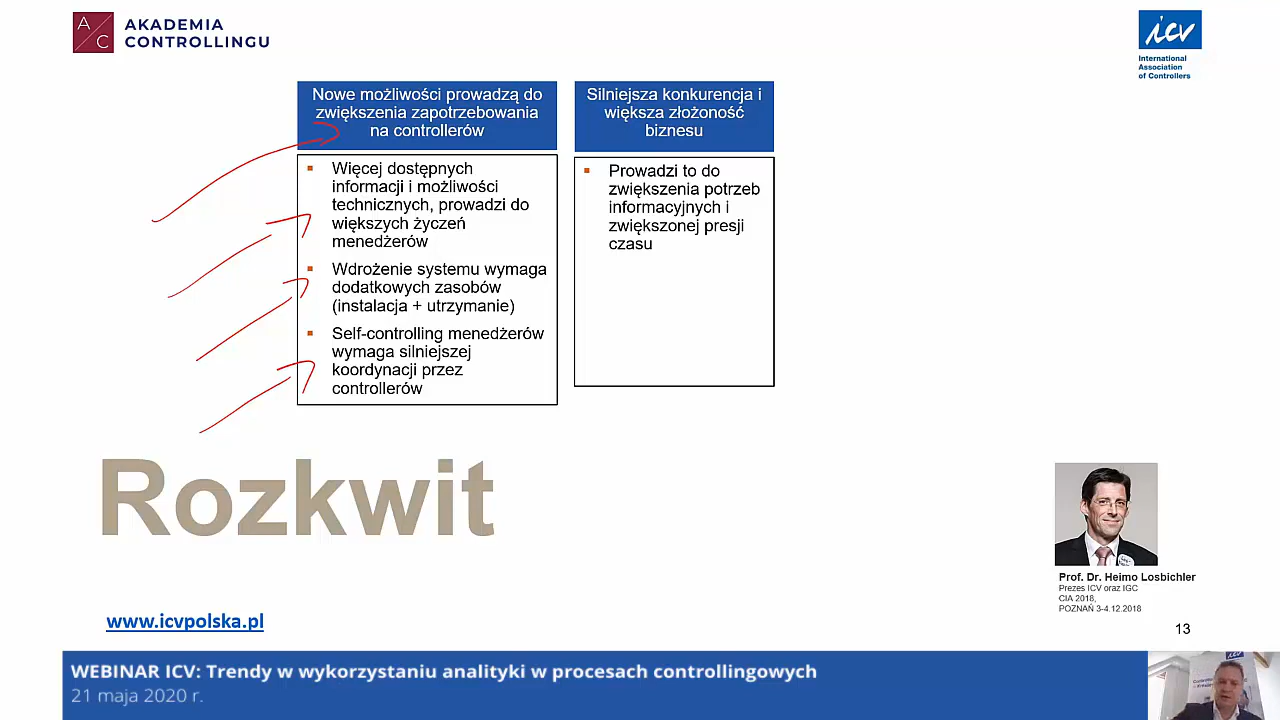 AKADEMIA
CONTROLLINGU
icv
International
Association
of Controllers
Nowe możliwości prowadzą do
zwiększenia zapotrzebowania
na controllerów
Więcej dostępnych
informacji i możliwości
technicznych, prowadzi do
większych życzeń
menedżerów
Wdrożenie systemu wymaga
dodatkowych zasobów
(instalacja + utrzymanie)
Self-controlling menedżerów
wymaga silniejszej
koordynacji przez
controllerów
Silniejsza konkurencja i
większa złożoność
biznesu
Prowadzi to do
zwiększenia potrzeb
informacyjnych i
zwiększonej presji
czasu
Rozkwit
Prof. Dr. Heimo Losbichler
Prezes ICV oraz IGC
CIA 2018,
POZNAŃ 3-4.12.2018
www.icvpolska.pl
13
WEBINAR ICV: Trendy w wykorzystaniu analityki w procesach controllingowych
21 maja 2020 r.